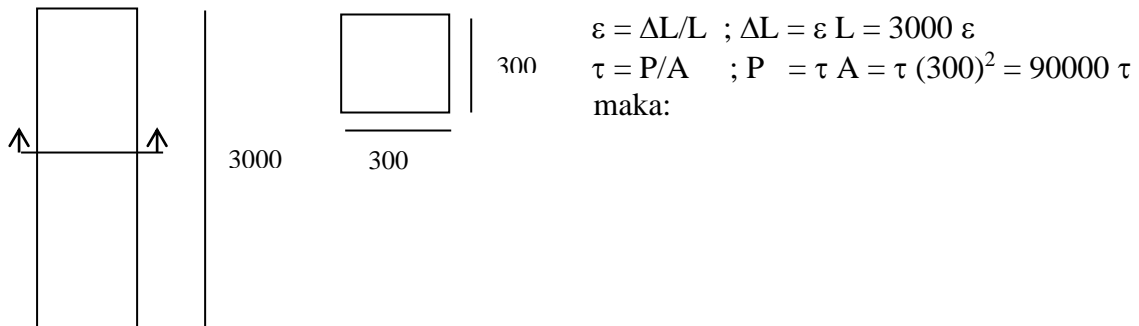 ε = ΔL/L ; ΔL = ε L = 3000 ε
τ = P/A ; P = τ A = τ (300)² = 90000 τ
maka:
300
300
3000